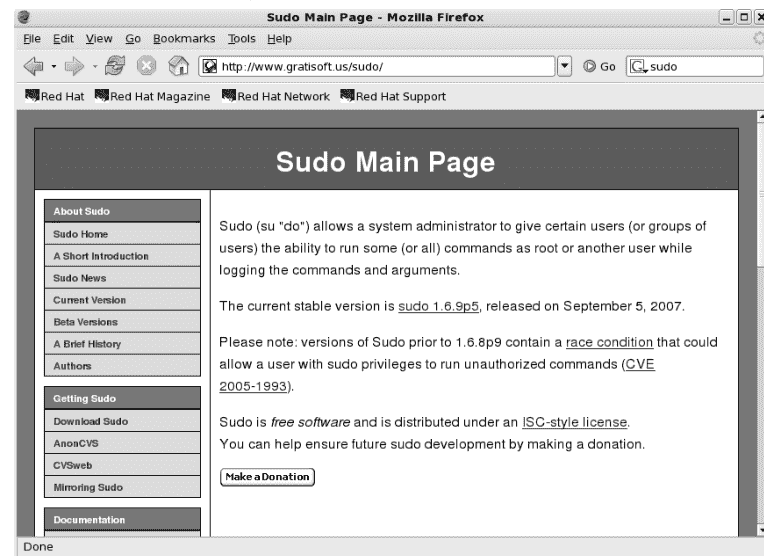 Sudo Main Page - Mozilla Firefox
File Edit View Go Bookmarks Tools Help
http://www.gratisoft.us/sudo/ Go G sudo
Red Hat Red Hat Magazine Red Hat Network Red Hat Support
Sudo Main Page
About Sudo
Sudo Home
A Short Introduction
Sudo News
Current Version
Beta Versions
A Brief History
Authors
Getting Sudo
Download Sudo
AnonCVS
CVSweb
Mirroring Sudo
Documentation
Sudo (su "do") allows a system administrator to give certain users (or groups of
users) the ability to run some (or all) commands as root or another user while
logging the commands and arguments.
The current stable version is sudo 1.6.9p5, released on September 5, 2007.
Please note: versions of Sudo prior to 1.6.8p9 contain a race condition that could
allow a user with sudo privileges to run unauthorized commands (CVE
2005-1993).
Sudo is free software and is distributed under an ISC-style license.
You can help ensure future sudo development by making a donation.
Make a Donation
Done